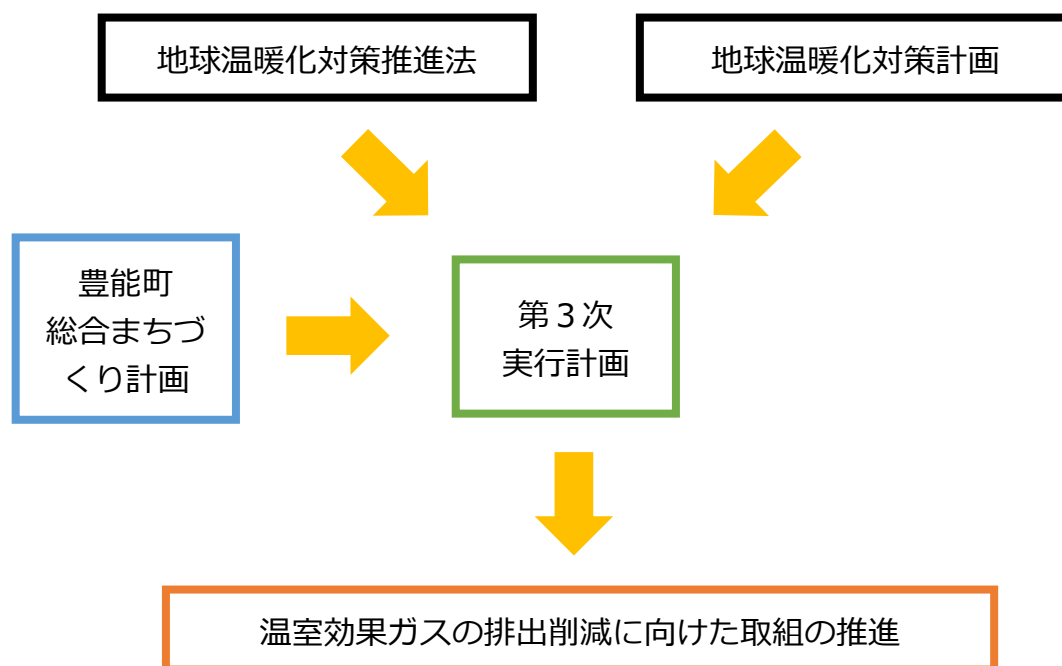 地球温暖化対策推進法
地球温暖化対策計画
豊能町
総合まちづ
くり計画
第３次
実行計画
温室効果ガスの排出削減に向けた取組の推進